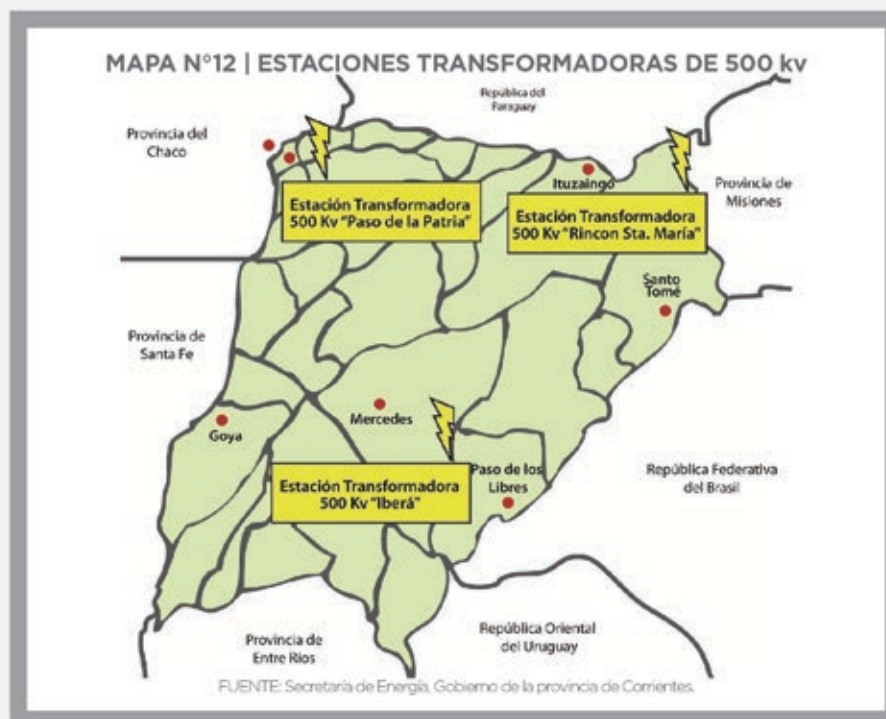 MAPA N°12 | ESTACIONES TRANSFORMADORAS DE 500 kv
República del
Paraguay
Provincia del
Chaco
Ituzaingo
Provincia de
Misiones
Estación Transformadora
500 Kv "Paso de la Patria"
Estación Transformadora
500 Kv "Rincon Sta. María"
Santo
Tomé
Provincia de
Santa Fe
Goya
Mercedes
Paso de los
Libres
República Federativa
del Brasil
Estación Transformadora
500 Kv "Iberá"
Provincia de
Entre Rios
República Oriental
del Uruguay
FUENTE: Secretaría de Energía, Gobierno de la provincia de Corrientes.